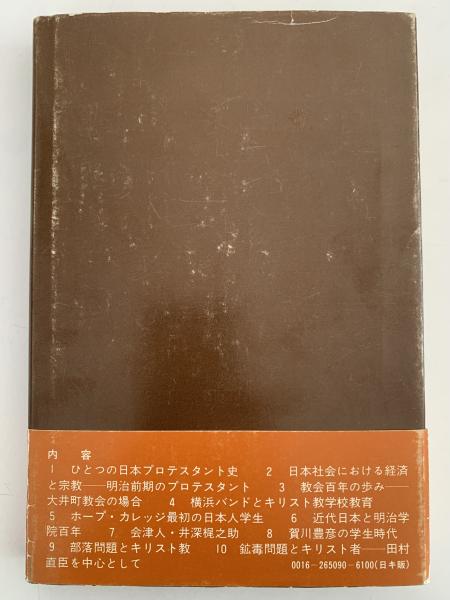 内　容
1　ひとつの日本プロテスタント史　2　日本社会における経済
と宗教──明治前期のプロテスタント　3　教会百年の歩み──
大井町教会の場合　4　横浜バンドとキリスト教学校教育
5　ホープ・カレッジ最初の日本人学生　6　近代日本と明治学
院百年　7　会津人・井深梶之助　8　賀川豊彦の学生時代
9　部落問題とキリスト教　10　鉱毒問題とキリスト者──田村
直臣を中心として　0016-265090-6100(日キ販)